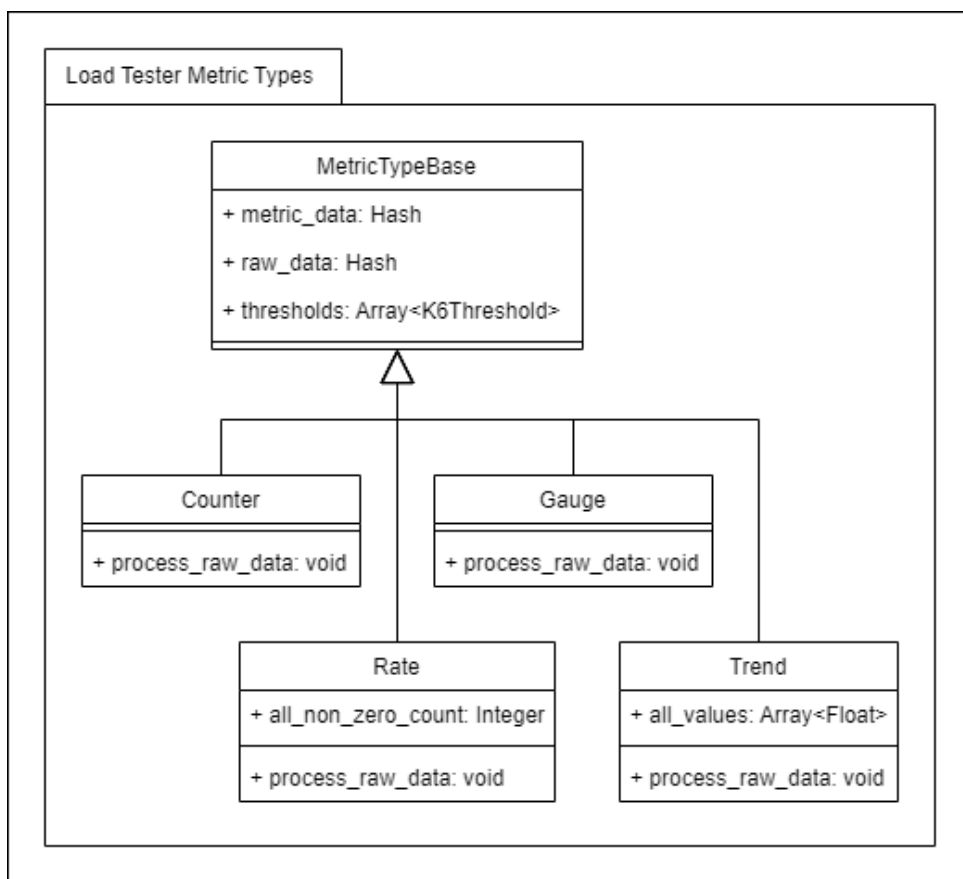 Load Tester Metric Types
MetricTypeBase
+ metric_data: Hash
+ raw_data: Hash
+ thresholds: Array<K6Threshold>
Counter
+ process_raw_data: void
Gauge
+ process_raw_data: void
Rate
+ all_non_zero_count: Integer
+ process_raw_data: void
Trend
+ all_values: Array<Float>
+ process_raw_data: void